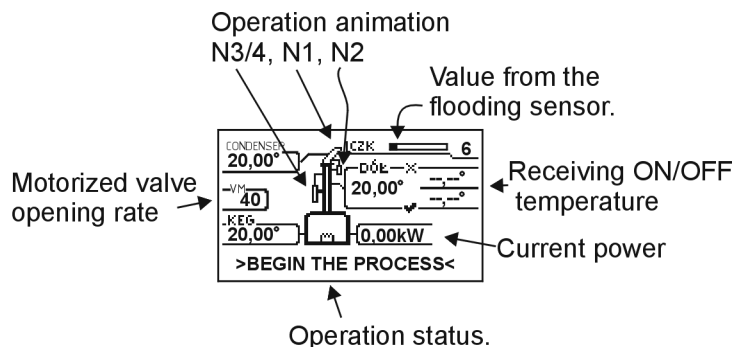 Operation animation
N3/4, N1, N2
Value from the
flooding sensor.
CONDENSER
20,00°
CZK
6
DÓŁ
20,00°
--,--°
--,--°
Receiving ON/OFF
temperature
Motorized valve
opening rate
VM
40
KEG
20,00°
0,00kW
Current power
>BEGIN THE PROCESS<
Operation status.